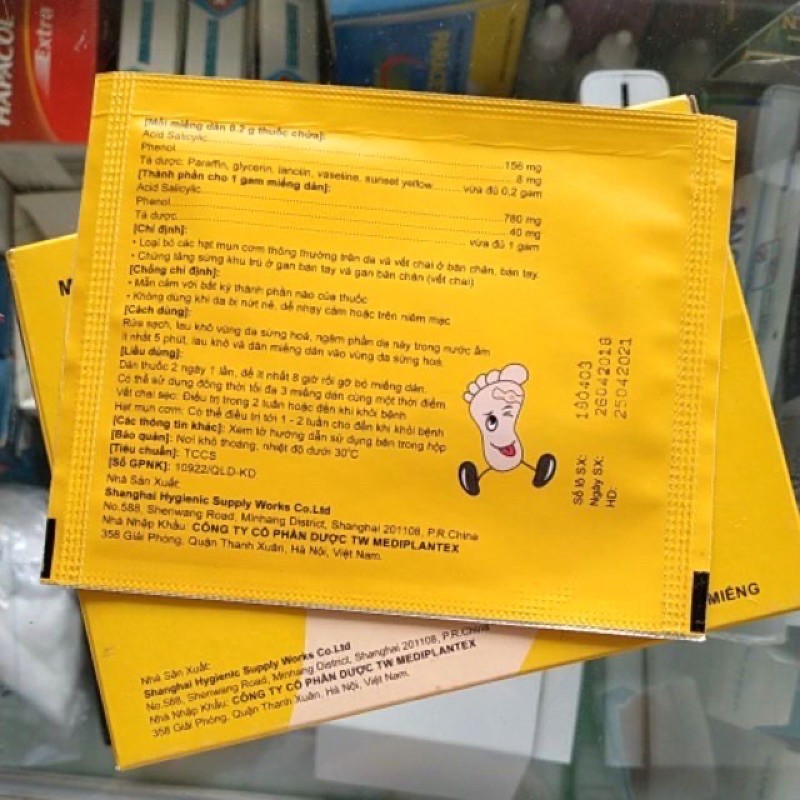 HAPACOL
Extra
[Mỗi miếng dán 0.2 g thuốc chứa]:
Acid Salicylic................156 mg
Phenol................8 mg
Tá dược: Paraffin, glycerin, lanolin, vaseline, sunset yellow........vừa đủ 0,2 gam
[Thành phần cho 1 gam miếng dán]:
Acid Salicylic................780 mg
Phenol................40 mg
Tá dược................vừa đủ 1 gam
[Chỉ định]:
• Loại bỏ các hạt mụn cơm thông thường trên da và vết chai ở bàn chân, bàn tay.
• Chứng tăng sừng khu trú ở gan bàn tay và gan bàn chân (vết chai)
[Chống chỉ định]:
• Mẫn cảm với bất kỳ thành phần nào của thuốc
• Không dùng khi da bị nứt nẻ, dễ nhạy cảm hoặc trên niêm mạc
[Cách dùng]:
Rửa sạch, lau khô vùng da sừng hoá, ngâm phần da này trong nước ấm
ít nhất 5 phút, lau khô và dán miếng dán vào vùng da sừng hoá.
[Liều dùng]:
Dán thuốc 2 ngày 1 lần, để ít nhất 8 giờ rồi gỡ bỏ miếng dán.
Có thể sử dụng đồng thời tối đa 3 miếng dán cùng một thời điểm
Vết chai sẹc: Điều trị trong 2 tuần hoặc đến khi khỏi bệnh
Hạt mụn cơm: Có thể điều trị tới 1 - 2 tuần cho đến khi khỏi bệnh
[Các thông tin khác]: Xem tờ hướng dẫn sử dụng bên trong hộp
[Bảo quản]: Nơi khô thoáng, nhiệt độ dưới 30°C
[Tiêu chuẩn]: TCCS
[Số GPNK]: 10922/QLD-KD
Nhà Sản Xuất:
Shanghai Hygienic Supply Works Co.Ltd
No.588, Shenwang Road, Minhang District, Shanghai 201108, P.R.China
Nhà Nhập Khẩu: CÔNG TY CỔ PHẦN DƯỢC TW MEDIPLANTEX
358 Giải Phóng, Quận Thanh Xuân, Hà Nội, Việt Nam.
Số lô SX: 180403
Ngày SX: 26042018
HD: 25042021
MIẾNG
Nhà Sản Xuất:
Shanghai Hygienic Supply Works Co.Ltd
No.588, Shenwang Road, Minhang District, Shanghai 201108, P.R.China
Nhà Nhập Khẩu: CÔNG TY CỔ PHẦN DƯỢC TW MEDIPLANTEX
358 Giải Phóng, Quận Thanh Xuân, Hà Nội, Việt Nam.